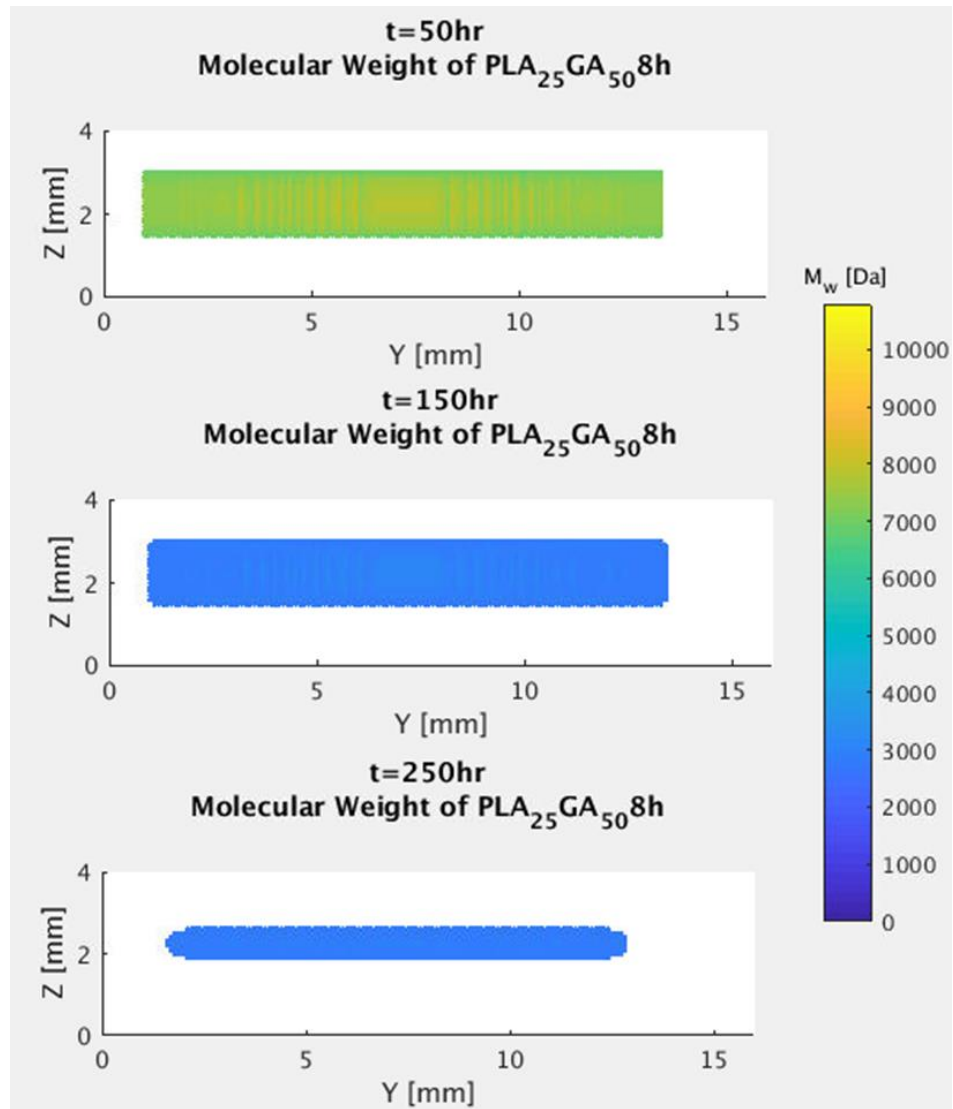 t=50hr
Molecular Weight of PLA25GA508h
4
2
0
Z [mm]
0 5 10 15
Y [mm]
t=150hr
Molecular Weight of PLA25GA508h
4
2
0
Z [mm]
0 5 10 15
Y [mm]
t=250hr
Molecular Weight of PLA25GA508h
4
2
0
Z [mm]
0 5 10 15
Y [mm]
Mw [Da]
10000
9000
8000
7000
6000
5000
4000
3000
2000
1000
0